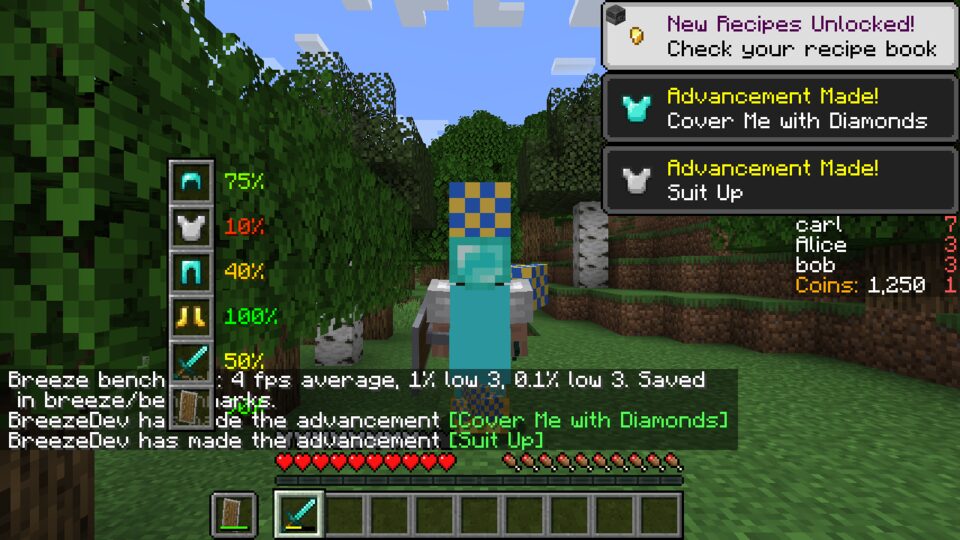 New Recipes Unlocked!
Check your recipe book
Advancement Made!
Cover Me with Diamonds
Advancement Made!
Suit Up
carl 7
Alice 3
bob 3
Coins: 1,250 1
75%
10%
40%
100%
50%
Breeze bench : 4 fps average, 1% low 3, 0.1% low 3. Saved
in breeze/be marks.
BreezeDev ha de the advancement [Cover Me with Diamonds]
BreezeDev has made the advancement [Suit Up]